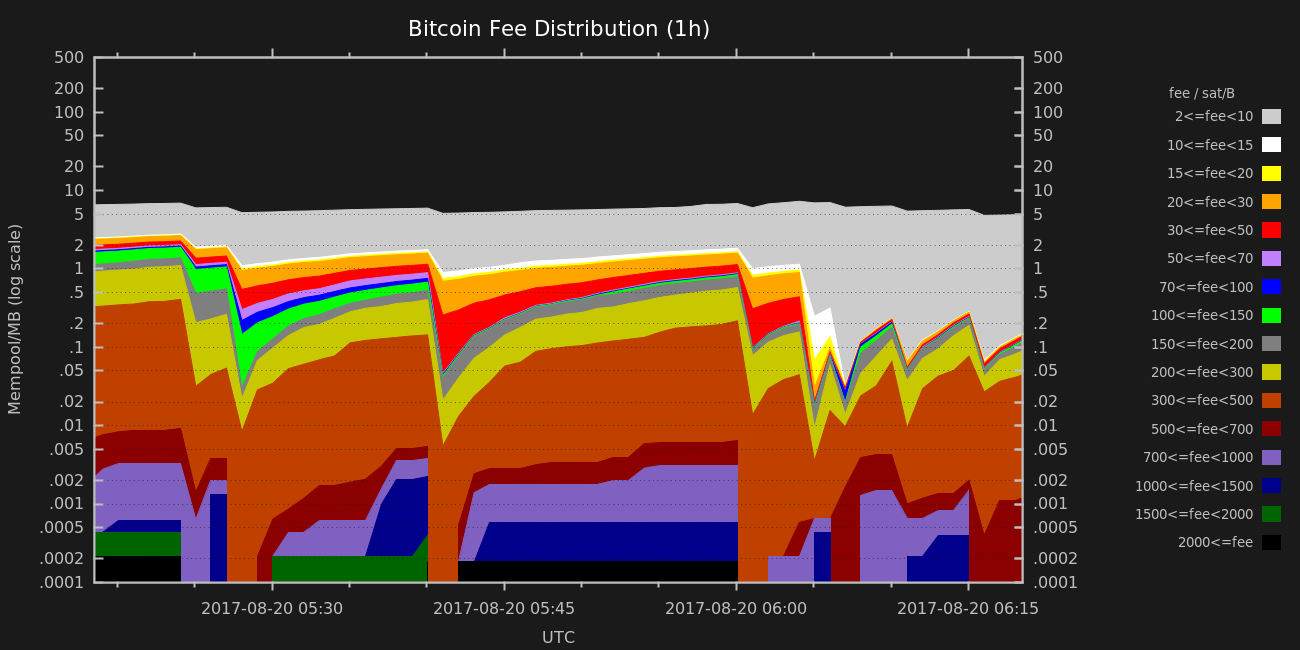 Bitcoin Fee Distribution (1h)
Mempool/MB (log scale)
500
200
100
50
20
10
5
2
1
.5
.2
.1
.05
.02
.01
.005
.002
.001
.0005
.0002
.0001
500
200
100
50
20
10
5
2
1
.5
.2
.1
.05
.02
.01
.005
.002
.001
.0005
.0002
.0001
2017-08-20 05:30 2017-08-20 05:45 2017-08-20 06:00 2017-08-20 06:15
UTC
fee / sat/B
2<=fee<10
10<=fee<15
15<=fee<20
20<=fee<30
30<=fee<50
50<=fee<70
70<=fee<100
100<=fee<150
150<=fee<200
200<=fee<300
300<=fee<500
500<=fee<700
700<=fee<1000
1000<=fee<1500
1500<=fee<2000
2000<=fee